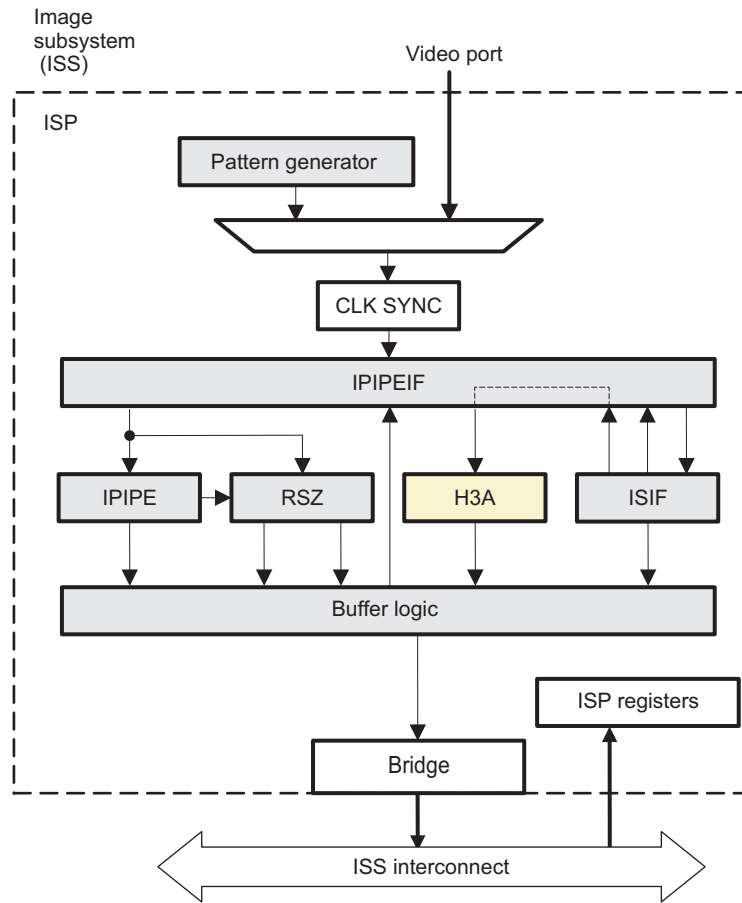 Image
subsystem
(ISS)
Video port
ISP
Pattern generator
CLK SYNC
IPIPEIF
IPIPE
RSZ
H3A
ISIF
Buffer logic
ISP registers
Bridge
ISS interconnect